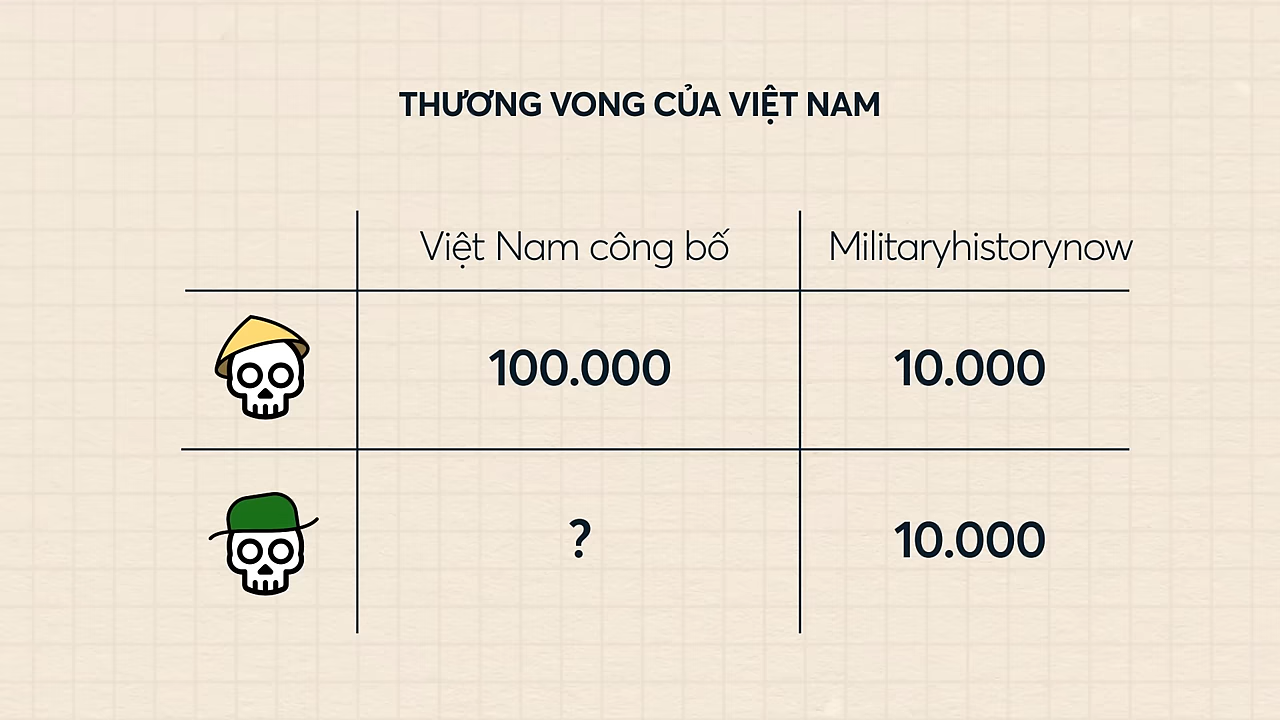 THƯƠNG VONG CỦA VIỆT NAM
Việt Nam công bố Militaryhistorynow
100.000 10.000
? 10.000